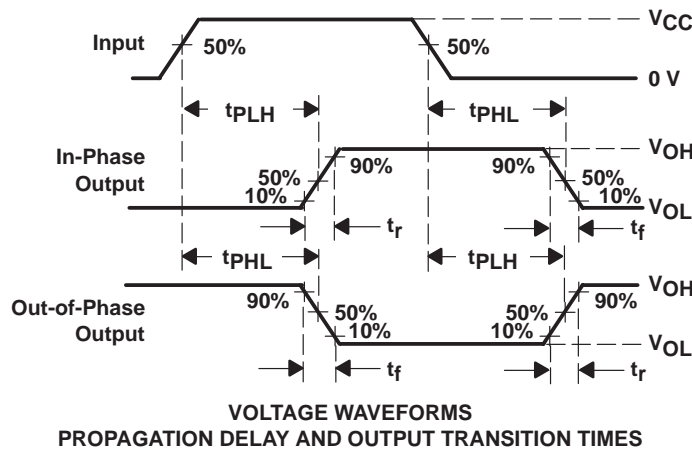 VCC
Input
50%
50%
0 V
tPLH
tPHL
In-Phase
Output
VOH
90%
90%
50%
50%
10%
10%
VOL
tr
tf
tPHL
tPLH
Out-of-Phase
Output
VOH
90%
90%
50%
50%
10%
10%
VOL
tf
tr
VOLTAGE WAVEFORMS
PROPAGATION DELAY AND OUTPUT TRANSITION TIMES